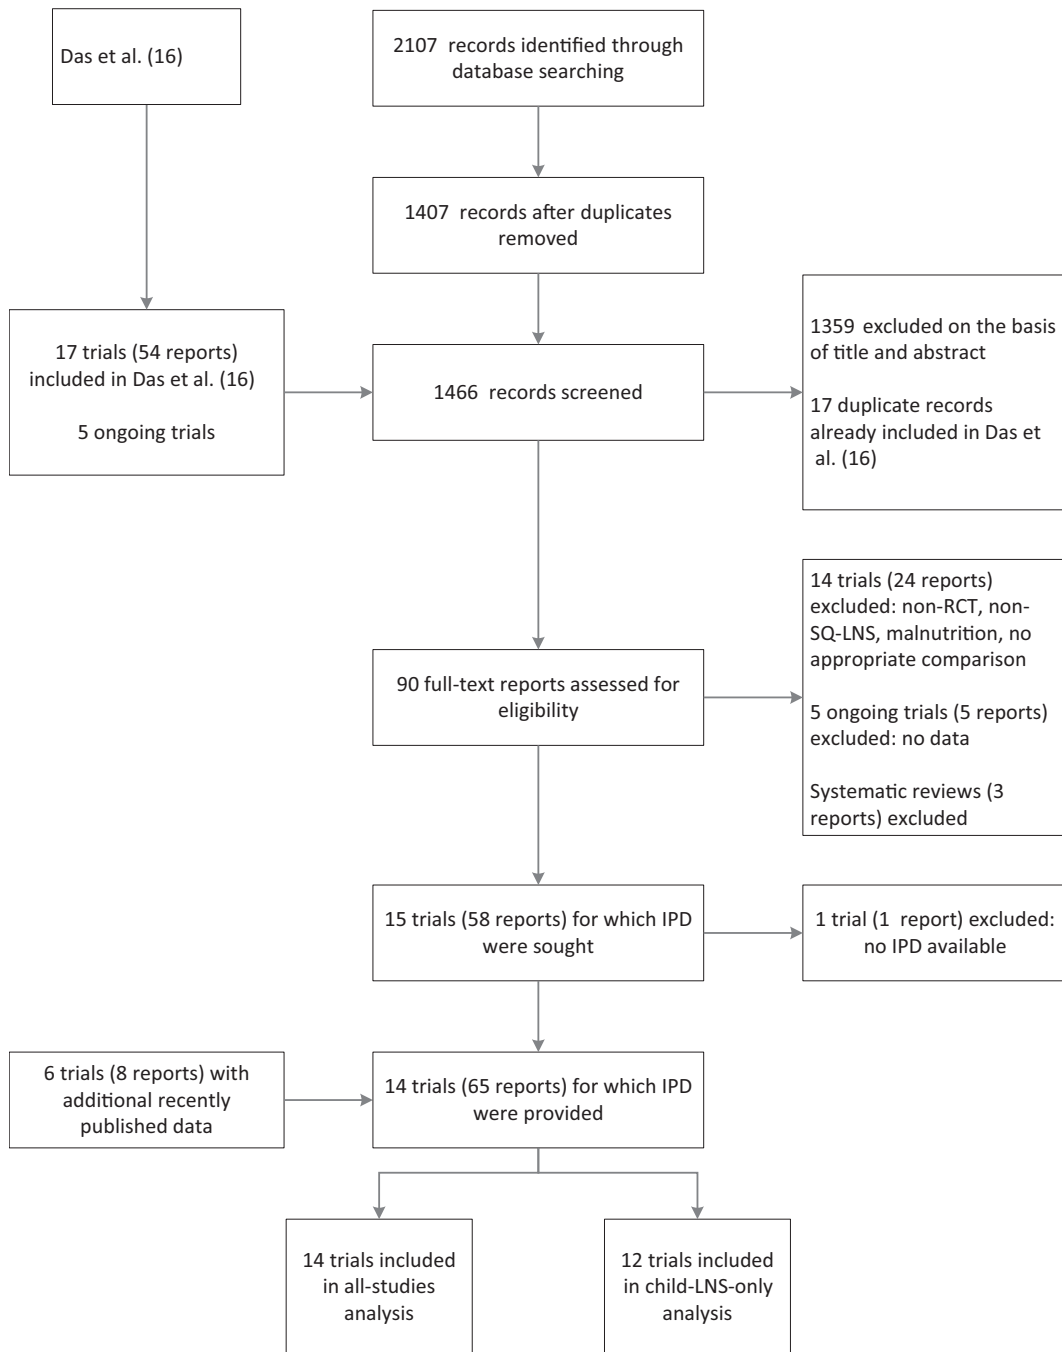 Das et al. (16)
2107 records identified through
database searching
1407 records after duplicates
removed
17 trials (54 reports)
included in Das et al. (16)
5 ongoing trials
1466 records screened
1359 excluded on the basis
of title and abstract
17 duplicate records
already included in Das et
al. (16)
90 full-text reports assessed for
eligibility
14 trials (24 reports)
excluded: non-RCT, non-
SQ-LNS, malnutrition, no
appropriate comparison
5 ongoing trials (5 reports)
excluded: no data
Systematic reviews (3
reports) excluded
15 trials (58 reports) for which IPD
were sought
1 trial (1 report) excluded:
no IPD available
6 trials (8 reports) with
additional recently
published data
14 trials (65 reports) for which IPD
were provided
14 trials included
in all-studies
analysis
12 trials included
in child-LNS-only
analysis